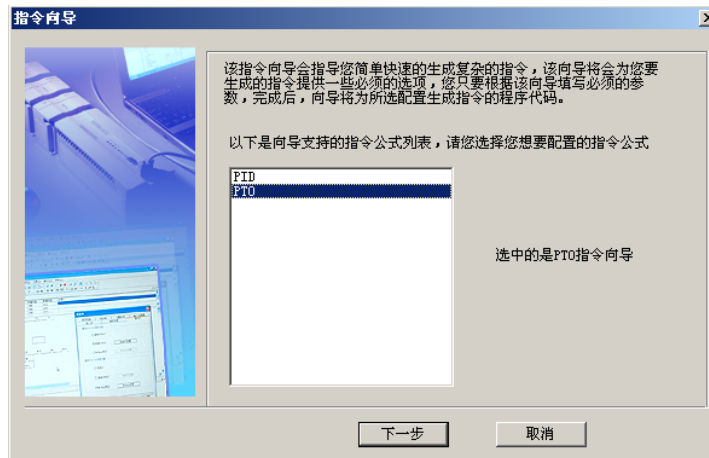 指令向导
该指令向导会指导您简单快速的生成复杂的指令，该向导将会为您要
生成的指令提供一些必须的选项，您只要根据该向导填写必须的参
数，完成后，向导将为所选配置生成指令的程序代码。
以下是向导支持的指令公式列表，请您选择您想要配置的指令公式
PID
PTO
选中的是PTO指令向导
下一步
取消